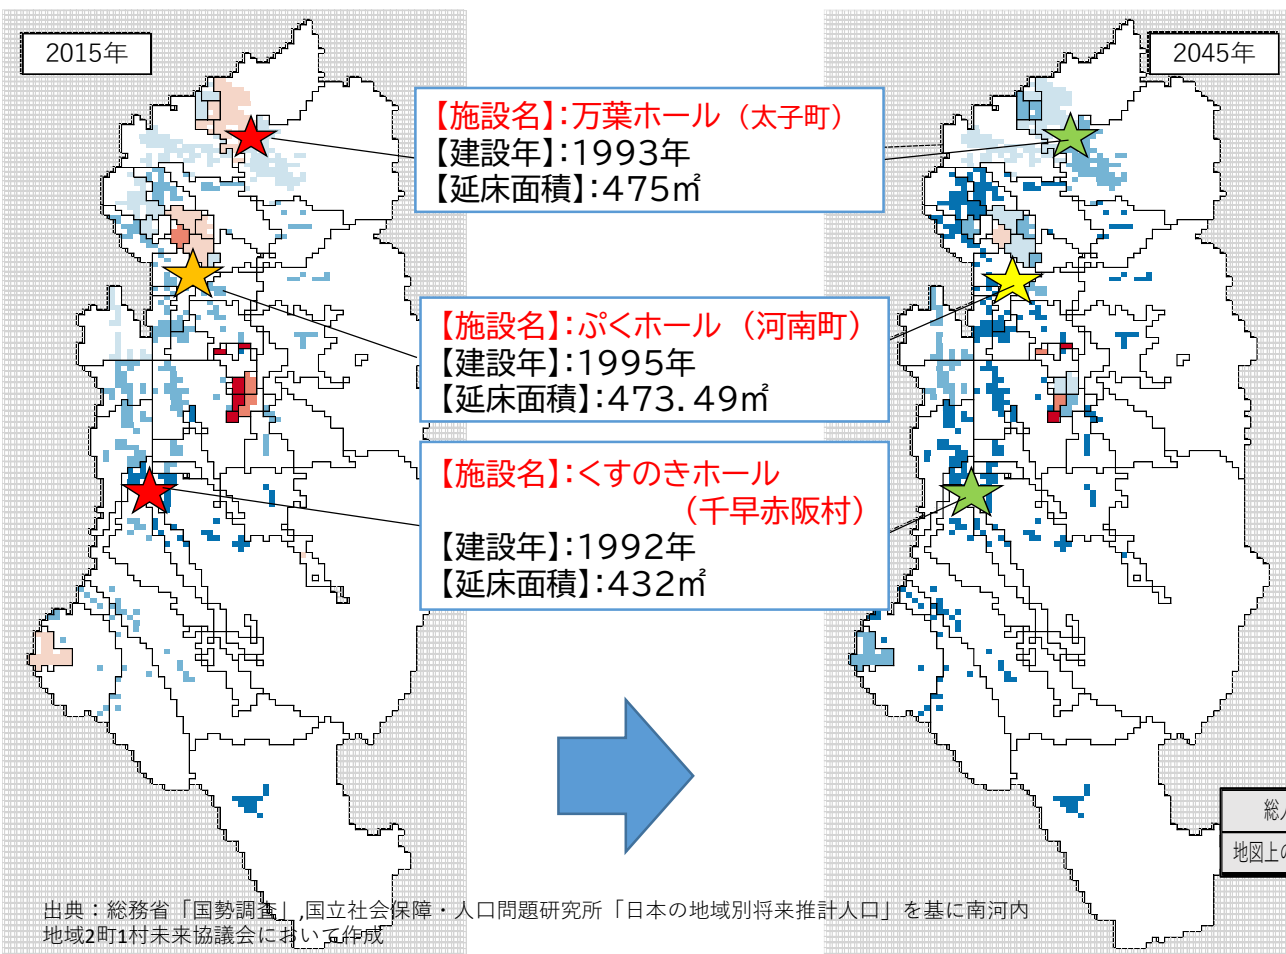 2015年
2045年
【施設名】:万葉ホール（太子町）
【建設年】:1993年
【延床面積】:475㎡
【施設名】:ぷくホール（河南町）
【建設年】:1995年
【延床面積】:473.49㎡
【施設名】:くすのきホール
（千早赤阪村）
【建設年】:1992年
【延床面積】:432㎡
総人
地図上の
出典：総務省「国勢調査」,国立社会保障・人口問題研究所「日本の地域別将来推計人口」を基に南河内
地域2町1村未来協議会において作成